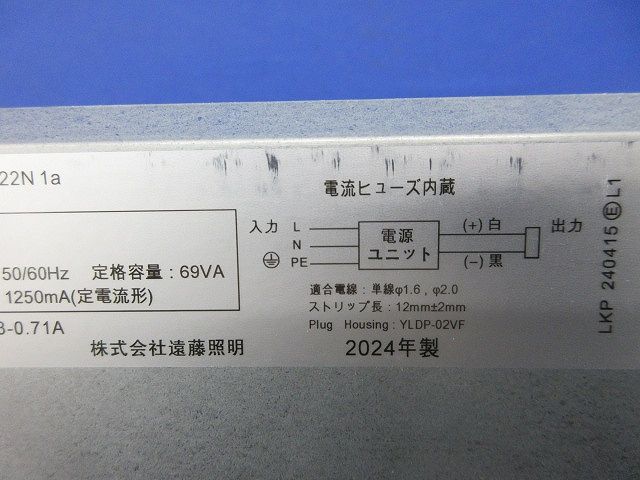 22N 1a
電流ヒューズ内蔵
入力 L
N
PE
電源
ユニット
(+) 白
(−) 黒
出力
50/60Hz 定格容量：69VA
1250mA(定電流形)
-0.71A
適合電線：単線φ1.6，φ2.0
ストリップ長：12mm±2mm
Plug Housing : YLDP-02VF
株式会社遠藤照明
2024年製
LKP 240415 Ⓔ L1